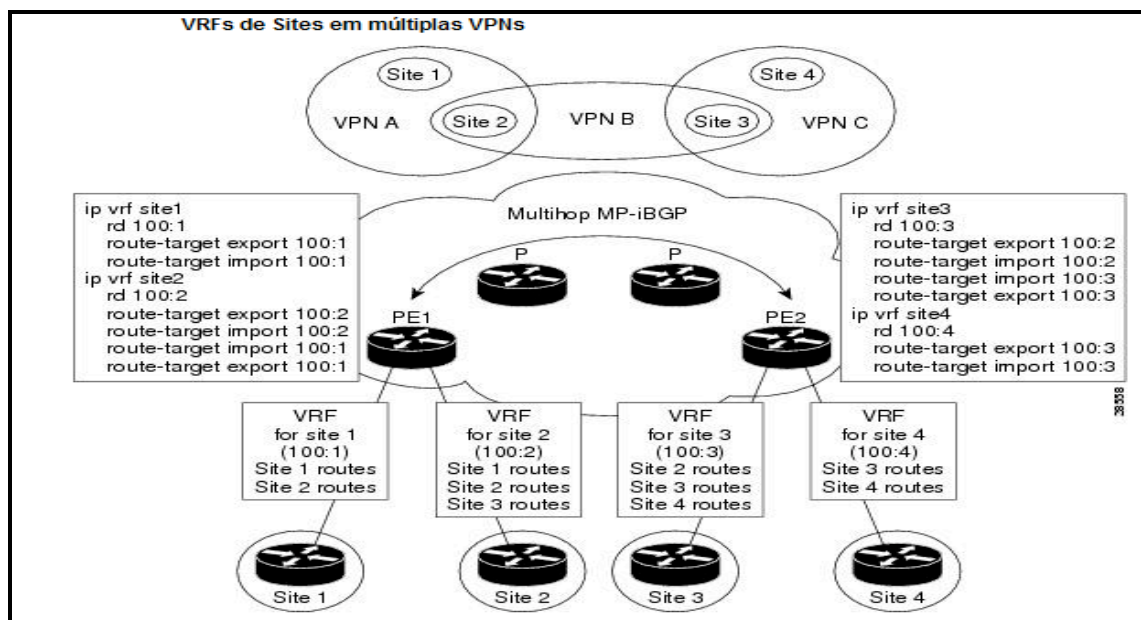 VRFs de Sites em múltiplas VPNs
Site 1
Site 4
VPN A
Site 2
VPN B
Site 3
VPN C
ip vrf site1
rd 100:1
route-target export 100:1
route-target import 100:1
ip vrf site2
rd 100:2
route-target export 100:2
route-target import 100:2
route-target import 100:1
route-target export 100:1
Multihop MP-iBGP
P
P
PE1
PE2
ip vrf site3
rd 100:3
route-target export 100:2
route-target import 100:2
route-target import 100:3
route-target export 100:3
ip vrf site4
rd 100:4
route-target export 100:3
route-target import 100:3
28558
VRF
for site 1
(100:1)
Site 1 routes
Site 2 routes
VRF
for site 2
(100:2)
Site 1 routes
Site 2 routes
Site 3 routes
VRF
for site 3
(100:3)
Site 2 routes
Site 3 routes
Site 4 routes
VRF
for site 4
(100:4)
Site 3 routes
Site 4 routes
Site 1
Site 2
Site 3
Site 4